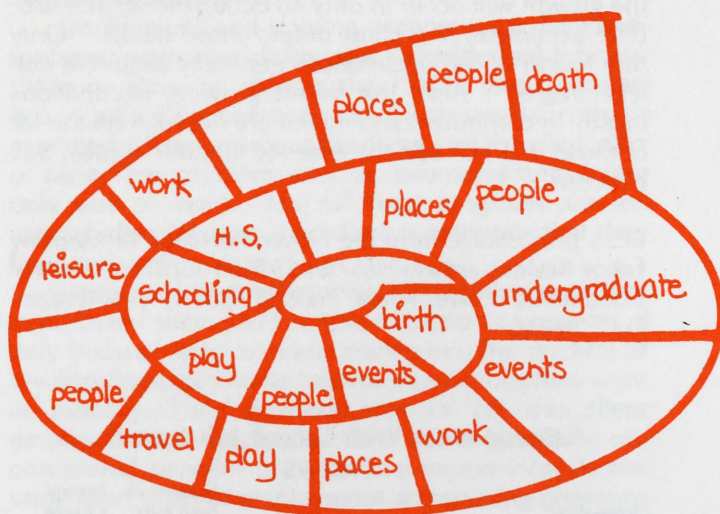 birth
events
people
play
schooling
H.S.
places
people
undergraduate
events
work
places
play
travel
people
leisure
work
places
people
death